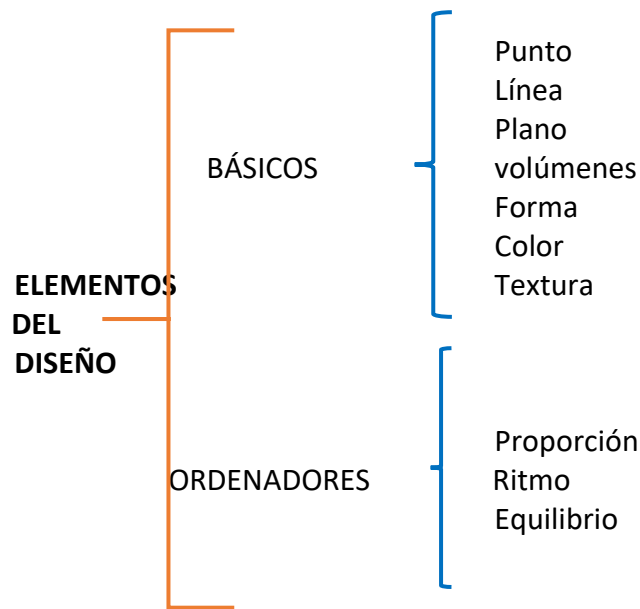 ELEMENTOS
DEL
DISEÑO
BÁSICOS
Punto
Línea
Plano
volúmenes
Forma
Color
Textura
ORDENADORES
Proporción
Ritmo
Equilibrio